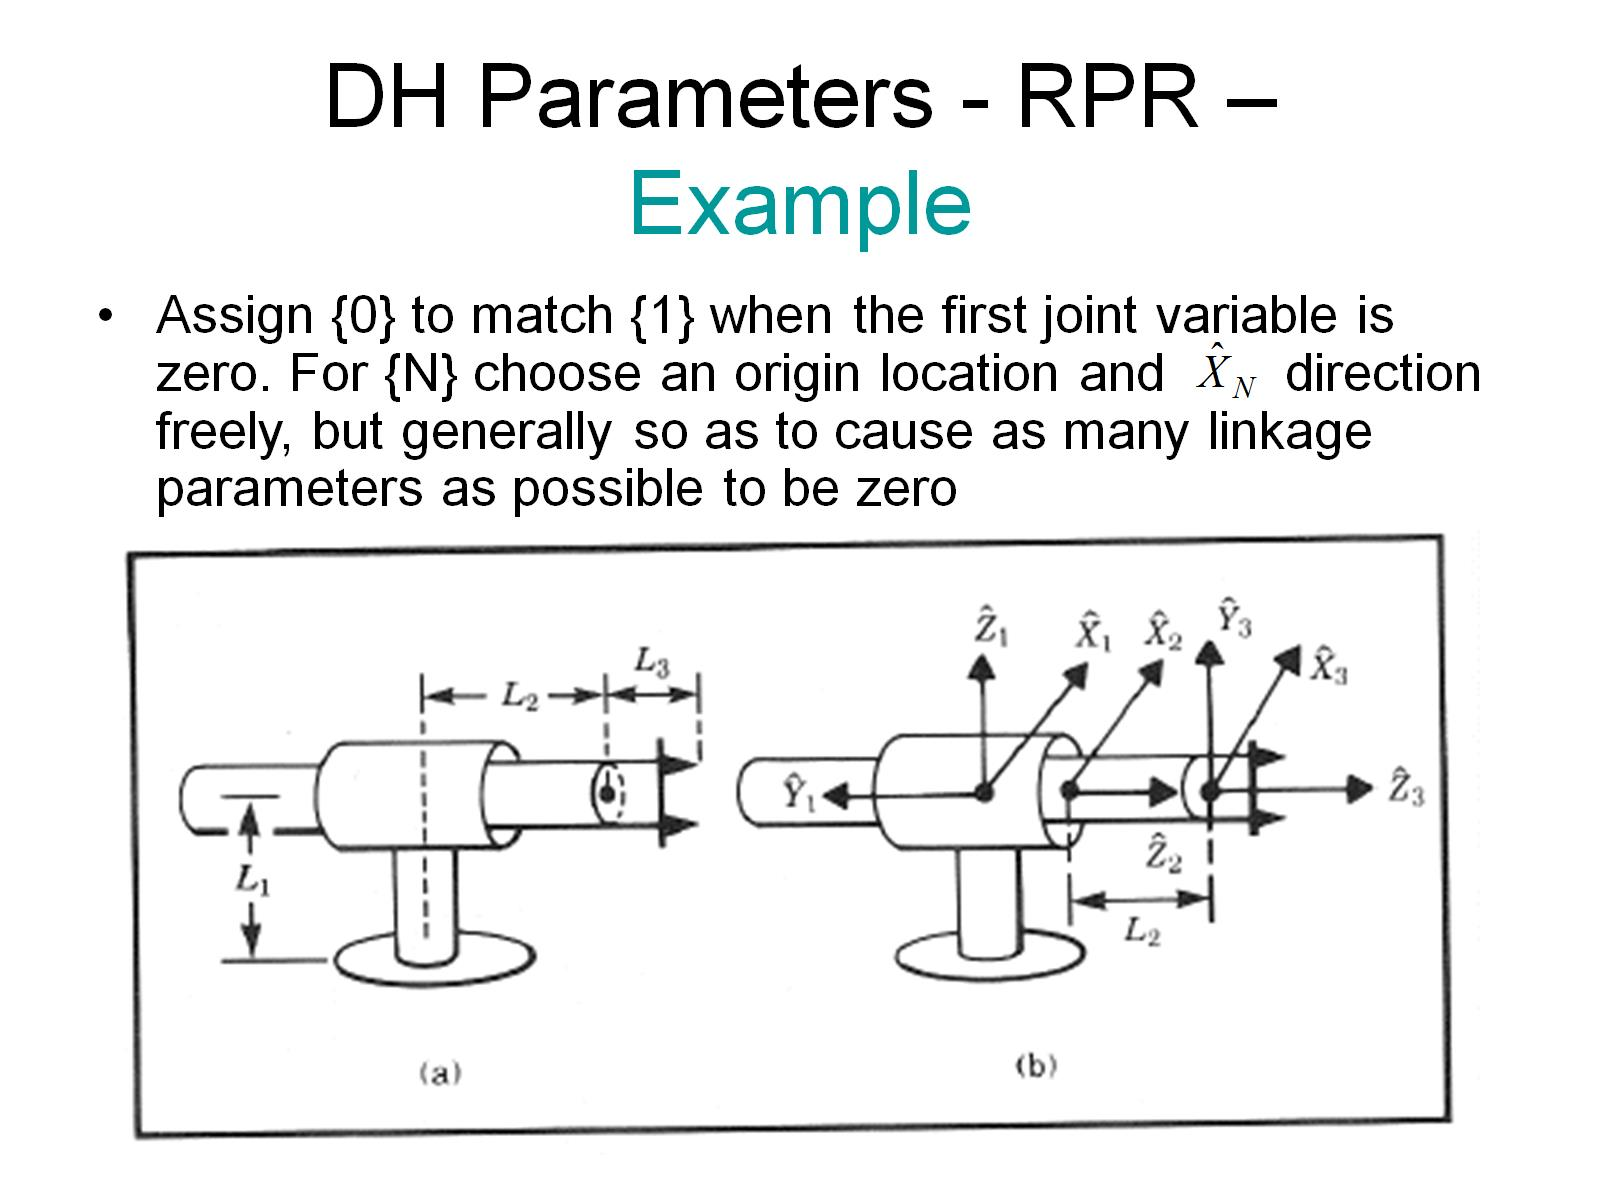 DH Parameters - RPR –
Example
• Assign {0} to match {1} when the first joint variable is
zero. For {N} choose an origin location and X̂_N direction
freely, but generally so as to cause as many linkage
parameters as possible to be zero
L₃
L₂
L₁
(a)
Ẑ₁
X̂₁
X̂₂
Ŷ₃
X̂₃
Ŷ₁
Ẑ₃
Ẑ₂
L₂
(b)